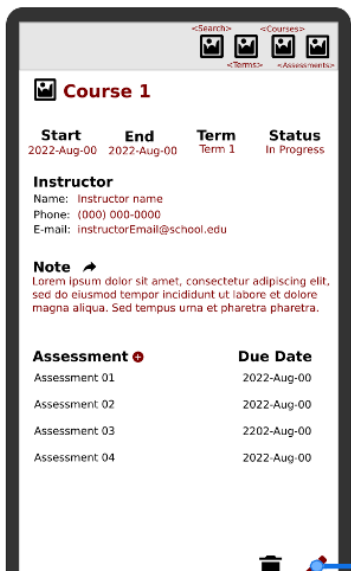 <Search>
<Courses>
<Terms>
<Assessments>
Course 1
Start End Term Status
2022-Aug-00 2022-Aug-00 Term 1 In Progress
Instructor
Name: Instructor name
Phone: (000) 000-0000
E-mail: instructorEmail@school.edu
Note
Lorem ipsum dolor sit amet, consectetur adipiscing elit,
sed do eiusmod tempor incididunt ut labore et dolore
magna aliqua. Sed tempus urna et pharetra pharetra.
Assessment Due Date
Assessment 01 2022-Aug-00
Assessment 02 2022-Aug-00
Assessment 03 2202-Aug-00
Assessment 04 2022-Aug-00